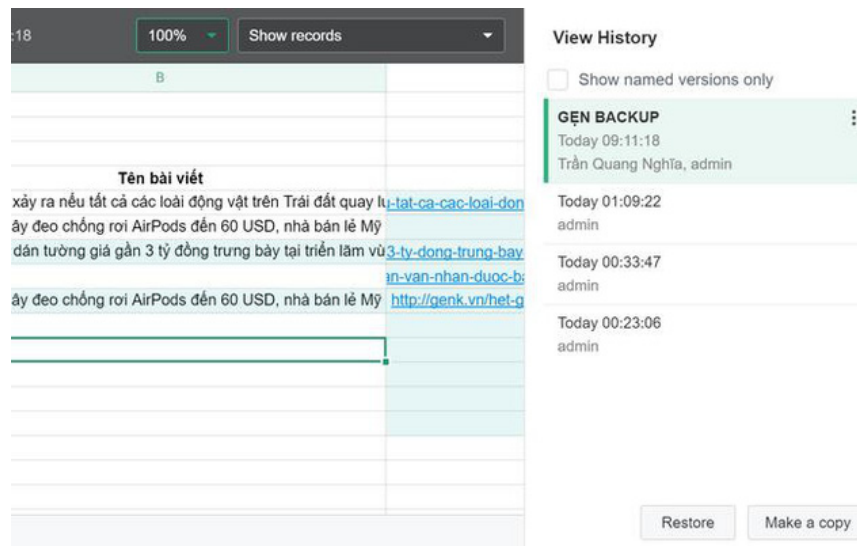 :18
100%
Show records
B
Tên bài viết
xảy ra nếu tất cả các loài động vật trên Trái đất quay lư
u-tat-ca-cac-loai-don
ây đeo chống rơi AirPods đến 60 USD, nhà bán lẻ Mỹ
dán tường giá gần 3 tỷ đồng trưng bày tại triển lãm vù
3-ty-dong-trung-bay
an-van-nhan-duoc-ba
ây đeo chống rơi AirPods đến 60 USD, nhà bán lẻ Mỹ
http://genk.vn/het-g
View History
Show named versions only
GẸN BACKUP
Today 09:11:18
Trần Quang Nghĩa, admin
Today 01:09:22
admin
Today 00:33:47
admin
Today 00:23:06
admin
Restore
Make a copy